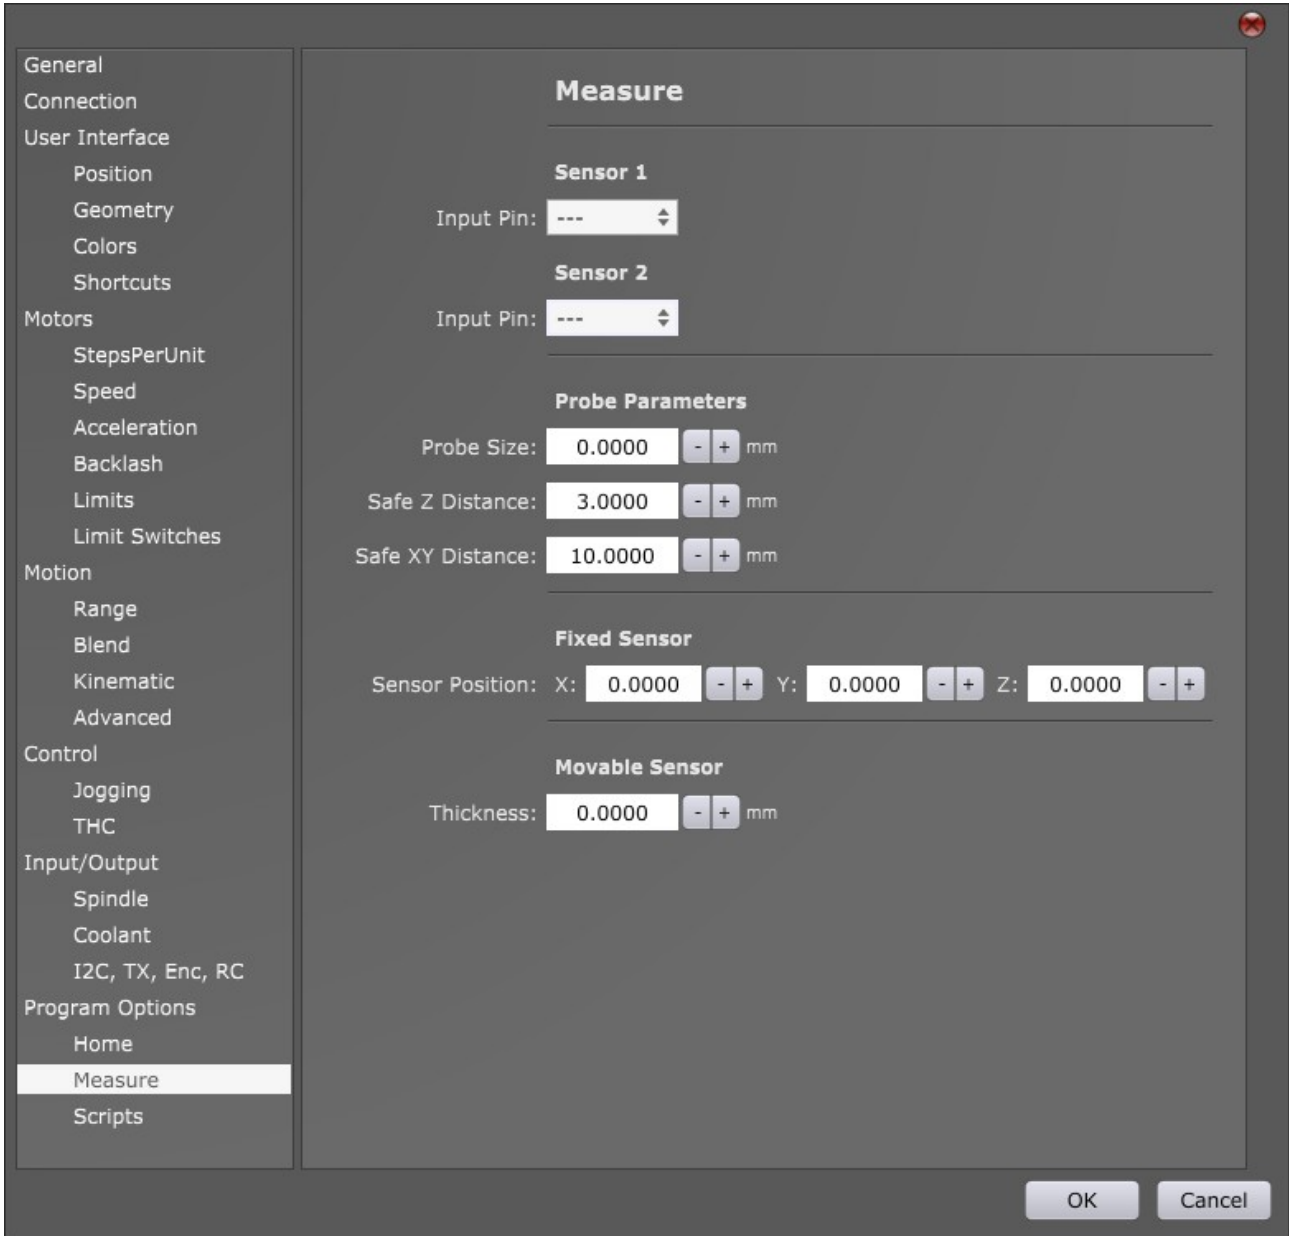 General
Connection
User Interface
Position
Geometry
Colors
Shortcuts
Motors
StepsPerUnit
Speed
Acceleration
Backlash
Limits
Limit Switches
Motion
Range
Blend
Kinematic
Advanced
Control
Jogging
THC
Input/Output
Spindle
Coolant
I2C, TX, Enc, RC
Program Options
Home
Measure
Scripts
Measure
Sensor 1
Input Pin: ---
Sensor 2
Input Pin: ---
Probe Parameters
Probe Size: 0.0000 - + mm
Safe Z Distance: 3.0000 - + mm
Safe XY Distance: 10.0000 - + mm
Fixed Sensor
Sensor Position: X: 0.0000 - + Y: 0.0000 - + Z: 0.0000 - +
Movable Sensor
Thickness: 0.0000 - + mm
OK Cancel